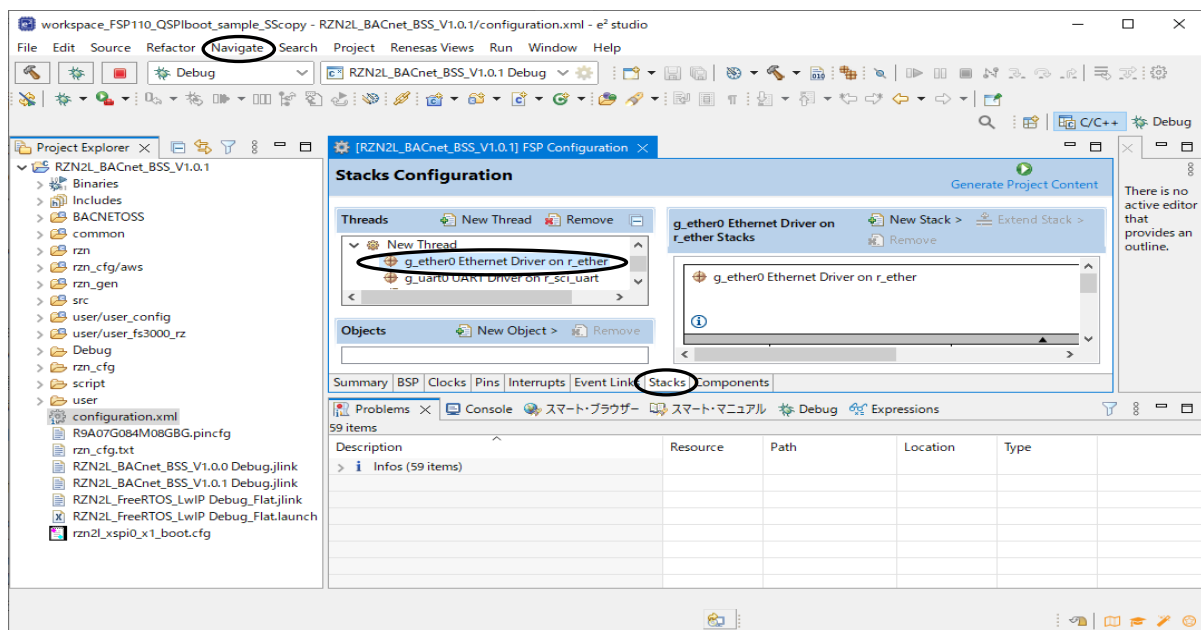 workspace_FSP110_QSPIboot_sample_SScopy - RZN2L_BACnet_BSS_V1.0.1/configuration.xml - e² studio
File Edit Source Refactor Navigate Search Project Renesas Views Run Window Help
Debug
RZN2L_BACnet_BSS_V1.0.1 Debug
C/C++
Debug
Project Explorer
RZN2L_BACnet_BSS_V1.0.1
Binaries
Includes
BACNETOSS
common
rzn
rzn_cfg/aws
rzn_gen
src
user/user_config
user/user_fs3000_rz
Debug
rzn_cfg
script
user
configuration.xml
R9A07G084M08GBG.pincfg
rzn_cfg.txt
RZN2L_BACnet_BSS_V1.0.0 Debug.jlink
RZN2L_BACnet_BSS_V1.0.1 Debug.jlink
RZN2L_FreeRTOS_LwIP Debug_Flat.jlink
RZN2L_FreeRTOS_LwIP Debug_Flat.launch
rzn2l_xspi0_x1_boot.cfg
[RZN2L_BACnet_BSS_V1.0.1] FSP Configuration
Stacks Configuration
Generate Project Content
Threads
New Thread
Remove
New Thread
g_ether0 Ethernet Driver on r_ether
g_uart0 UART Driver on r_sci_uart
Objects
New Object >
Remove
g_ether0 Ethernet Driver on
r_ether Stacks
New Stack >
Extend Stack >
Remove
g_ether0 Ethernet Driver on r_ether
Summary BSP Clocks Pins Interrupts Event Links Stacks Components
There is no
active editor
that
provides an
outline.
Problems
Console
スマート・ブラウザー
スマート・マニュアル
Debug
Expressions
59 items
Description Resource Path Location Type
Infos (59 items)